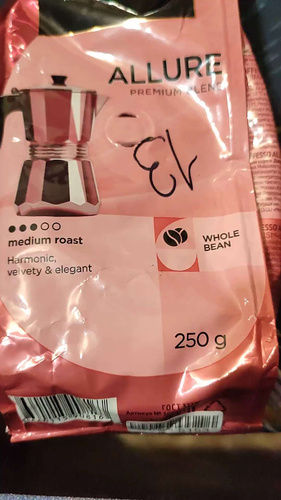 ALLURE
PREMIUM BLEND
13
medium roast
Harmonic,
velvety & elegant
WHOLE
BEAN
250 g